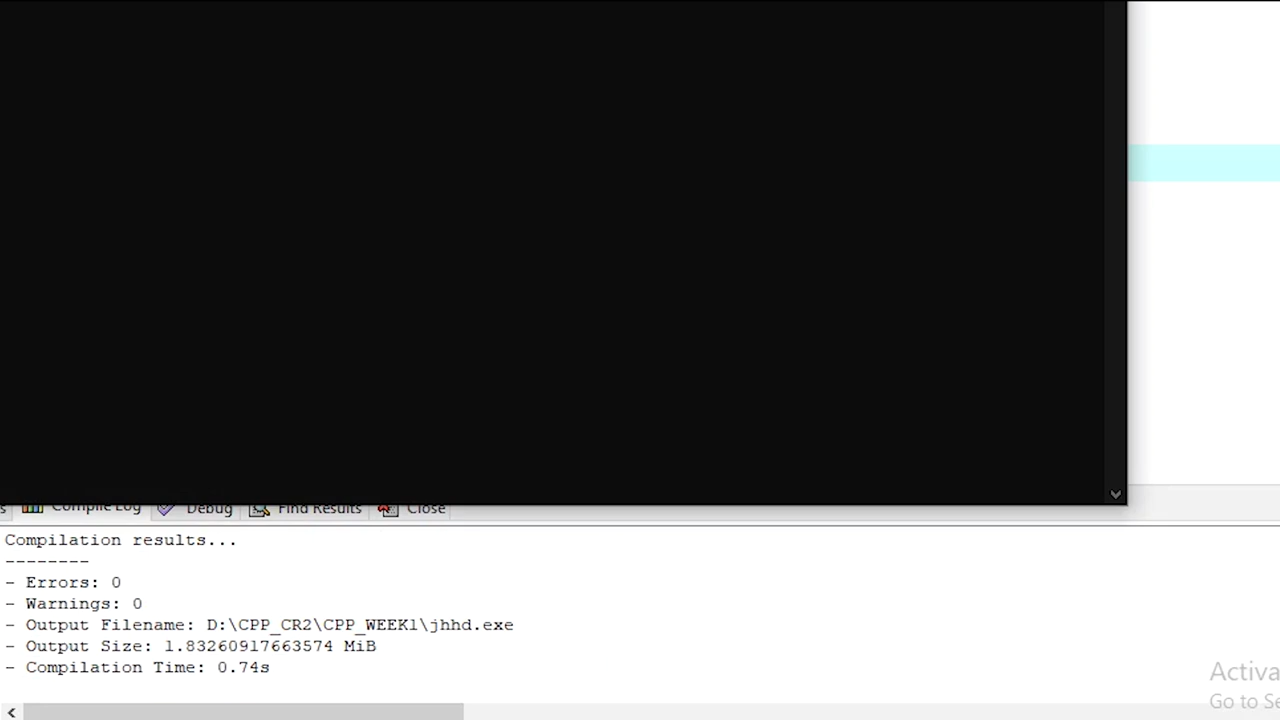 s Compile Log Debug Find Results Close
Compilation results...
--------
- Errors: 0
- Warnings: 0
- Output Filename: D:\CPP_CR2\CPP_WEEK1\jhhd.exe
- Output Size: 1.83260917663574 MiB
- Compilation Time: 0.74s
Activa
Go to Se